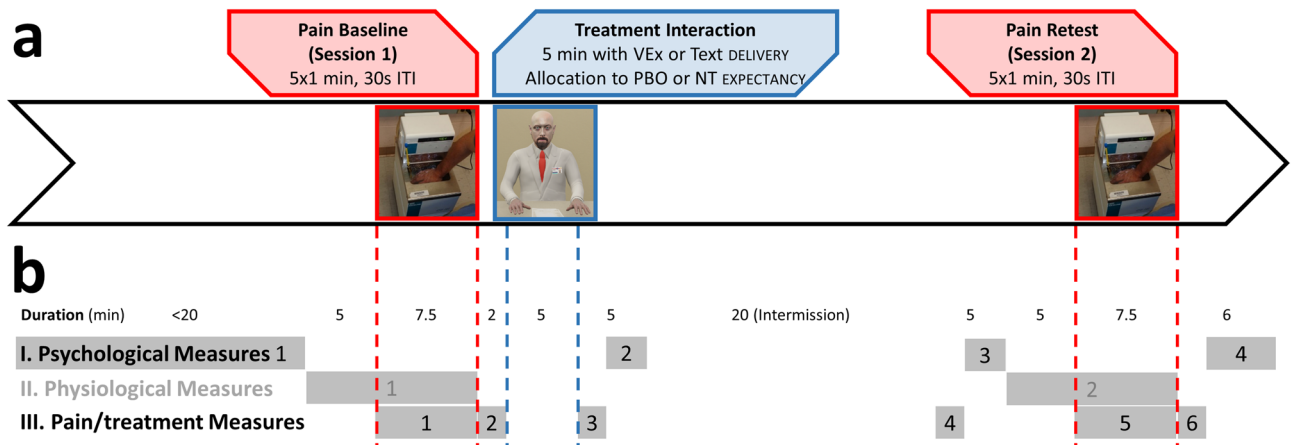 a
Pain Baseline
(Session 1)
5x1 min, 30s ITI
Treatment Interaction
5 min with VEx or Text DELIVERY
Allocation to PBO or NT EXPECTANCY
Pain Retest
(Session 2)
5x1 min, 30s ITI
b
Duration (min) <20 5 7.5 2 5 5 20 (Intermission) 5 5 7.5 6
I. Psychological Measures 1 2 3 4
II. Physiological Measures 1 2
III. Pain/treatment Measures 1 2 3 4 5 6